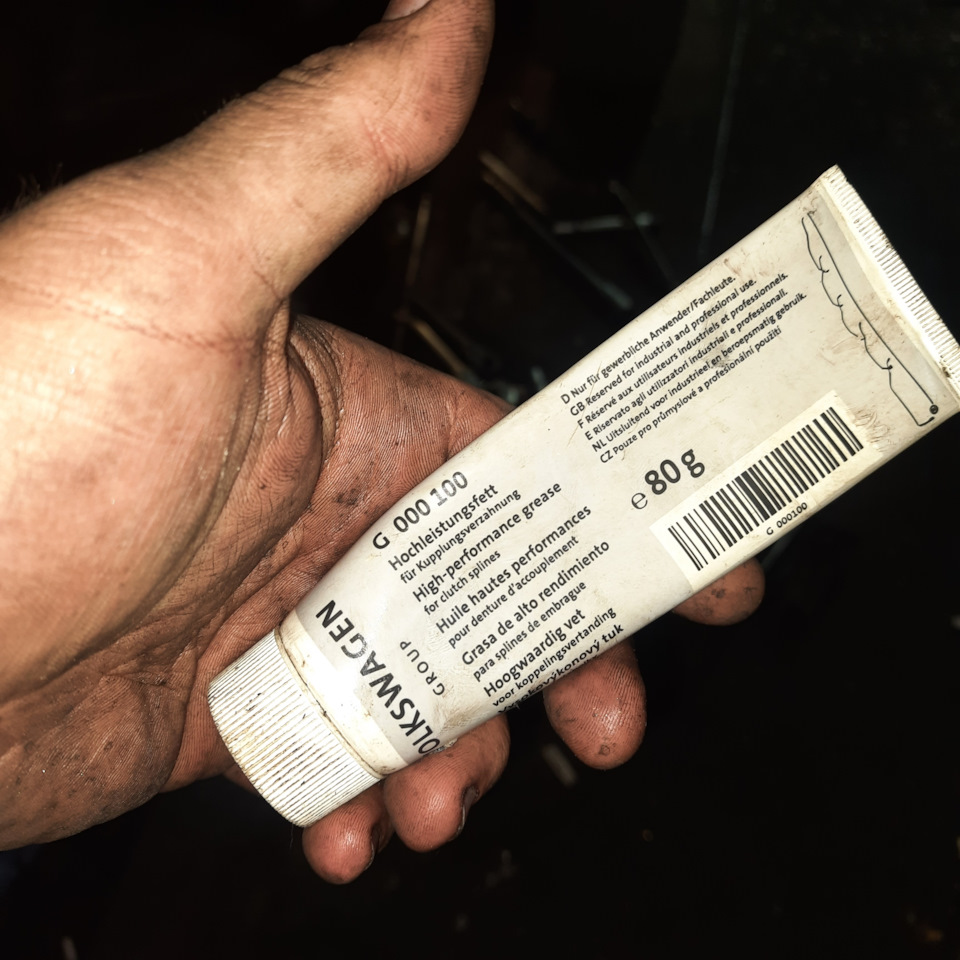 D Nur für gewerbliche Anwender/Fachleute.
GB Reserved for industrial and professional use.
F Réservé aux utilisateurs industriels et professionnels.
E Riservato agli utilizzatori industriali e professionali.
NL Uitsluitend voor industrieel en beroepsmatig gebruik.
CZ Pouze pro průmyslové a profesionální použití
℮ 80 g
G 000100
G 000 100
Hochleistungsfett
für Kupplungsverzahnung
High-performance grease
for clutch splines
Huile hautes performances
pour denture d'accouplement
Grasa de alto rendimiento
para splines de embrague
Hoogwaardig vet
voor koppelingsvertanding
Vysokovýkonový tuk
VOLKSWAGEN
GROUP